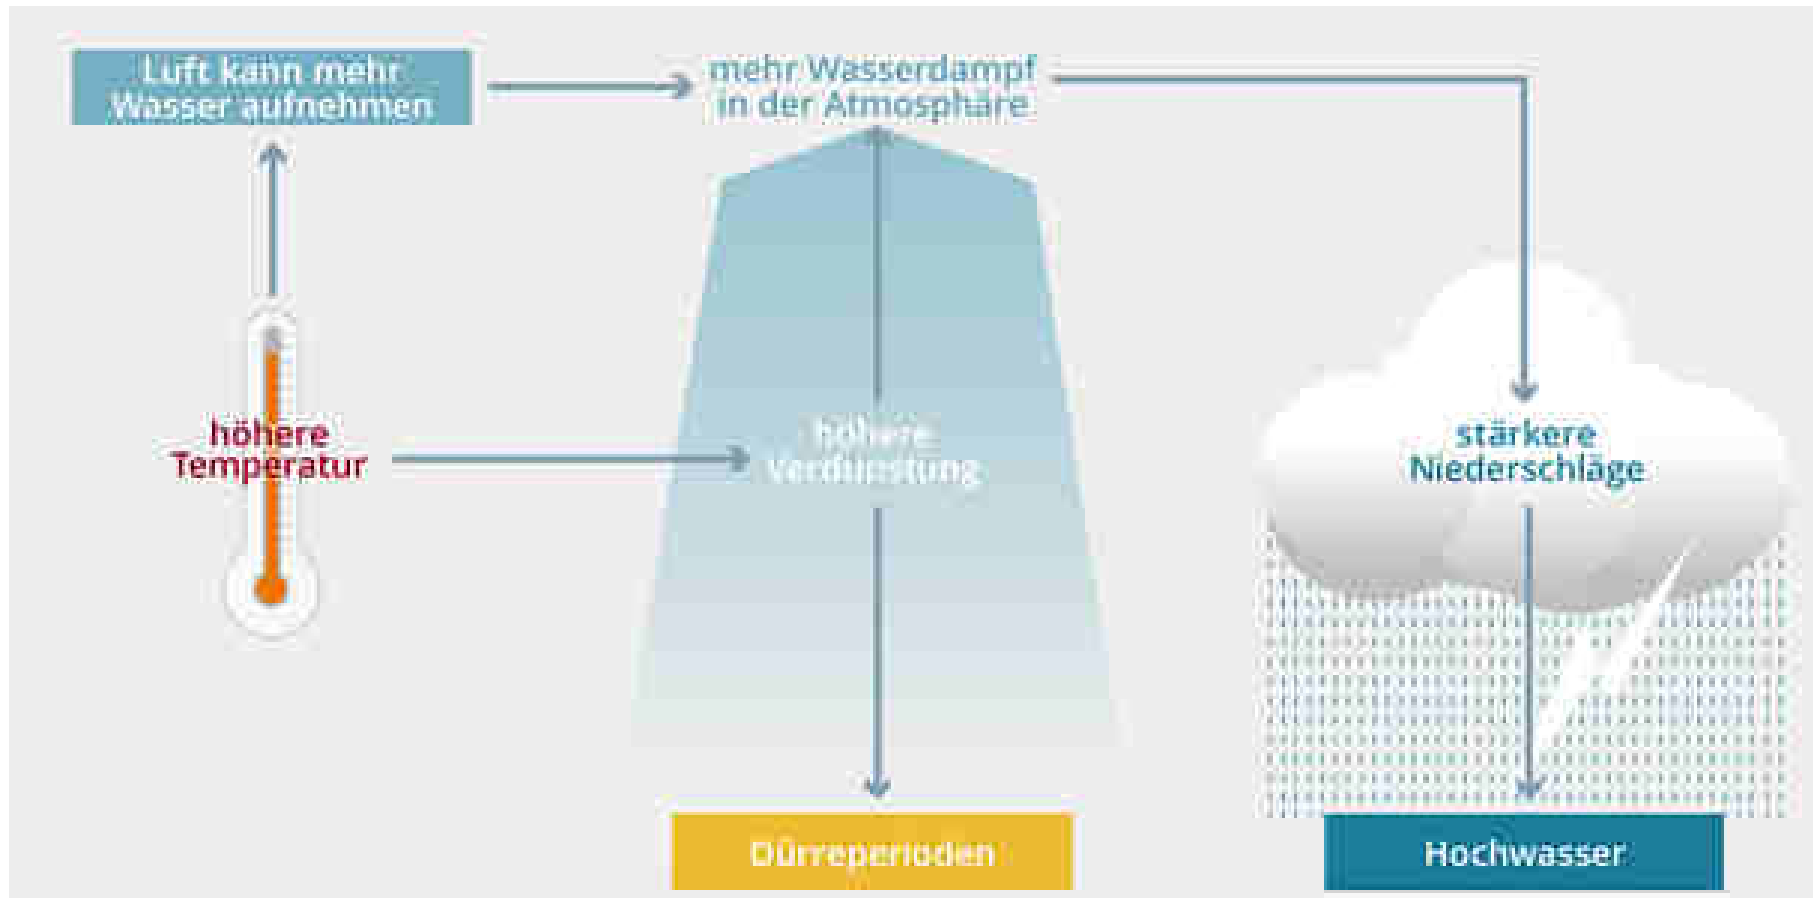 Luft kann mehr
Wasser aufnehmen
mehr Wasserdampf
in der Atmosphäre
höhere
Temperatur
höhere
Verdunstung
stärkere
Niederschläge
Dürreperioden
Hochwasser